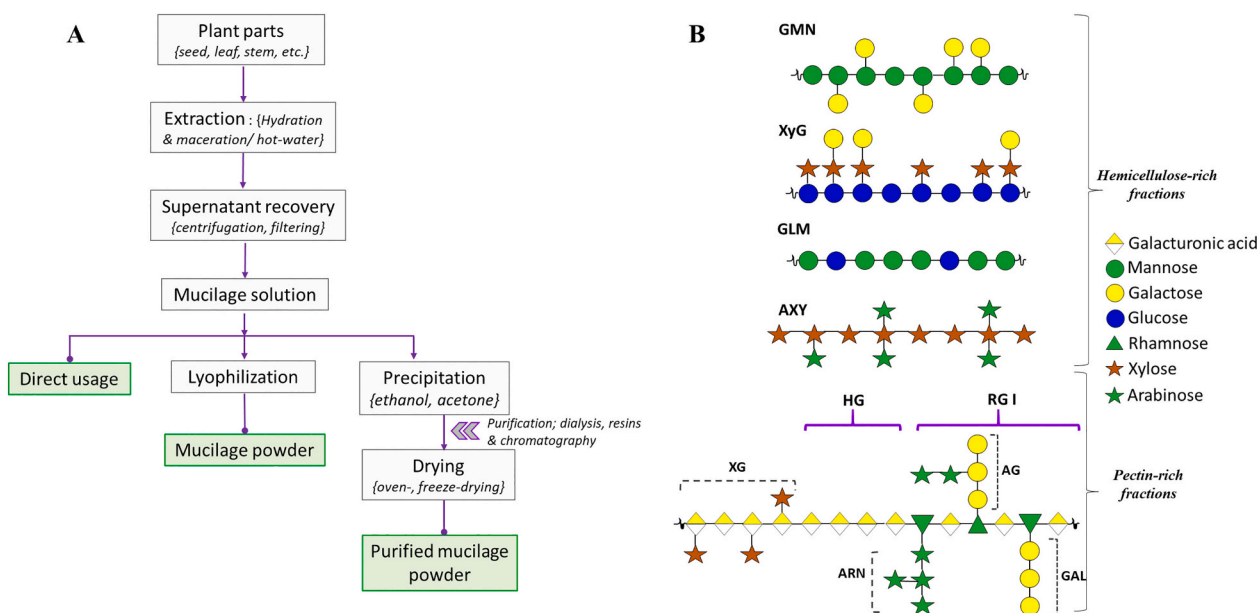 A
Plant parts
{seed, leaf, stem, etc.}
Extraction : {Hydration
& maceration/ hot-water}
Supernatant recovery
{centrifugation, filtering}
Mucilage solution
Direct usage
Lyophilization
Precipitation
{ethanol, acetone}
Purification; dialysis, resins
& chromatography
Mucilage powder
Drying
{oven-, freeze-drying}
Purified mucilage
powder
B
GMN
XyG
GLM
AXY
Hemicellulose-rich
fractions
Galacturonic acid
Mannose
Galactose
Glucose
Rhamnose
Xylose
Arabinose
HG
RG I
XG
AG
ARN
GAL
Pectin-rich
fractions